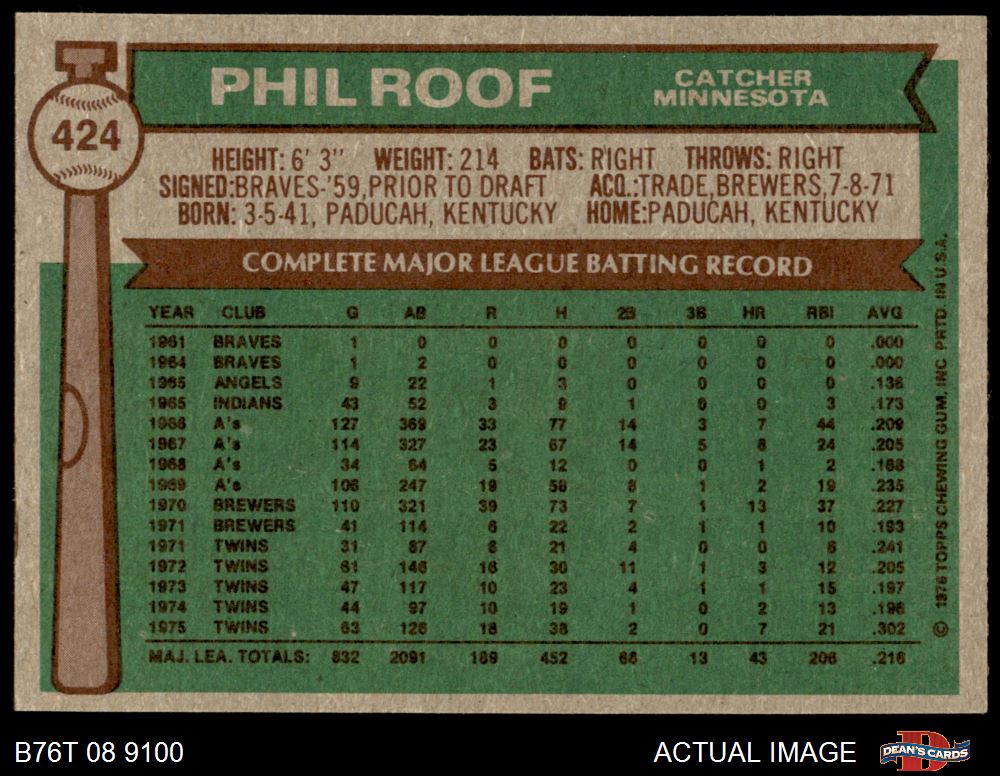 424
PHIL ROOF
CATCHER
MINNESOTA
HEIGHT: 6' 3" WEIGHT: 214 BATS: RIGHT THROWS: RIGHT
SIGNED:BRAVES-'59,PRIOR TO DRAFT ACQ.:TRADE,BREWERS,7-8-71
BORN: 3-5-41, PADUCAH, KENTUCKY HOME:PADUCAH, KENTUCKY
COMPLETE MAJOR LEAGUE BATTING RECORD
YEAR CLUB G AB R H 2B 3B HR RBI AVG
1961 BRAVES 1 0 0 0 0 0 0 0 .000
1964 BRAVES 1 2 0 0 0 0 0 0 .000
1965 ANGELS 9 22 1 3 0 0 0 0 .136
1965 INDIANS 43 52 3 9 1 0 0 3 .173
1966 A's 127 369 33 77 14 3 7 44 .209
1967 A's 114 327 23 67 14 5 6 24 .205
1968 A's 34 64 5 12 0 0 1 2 .188
1969 A's 106 247 19 58 6 1 2 19 .235
1970 BREWERS 110 321 39 73 7 1 13 37 .227
1971 BREWERS 41 114 6 22 2 1 1 10 .193
1971 TWINS 31 87 6 21 4 0 0 6 .241
1972 TWINS 61 146 16 30 11 1 3 12 .205
1973 TWINS 47 117 10 23 4 1 1 15 .197
1974 TWINS 44 97 10 19 1 0 2 13 .196
1975 TWINS 63 126 18 38 2 0 7 21 .302
MAJ. LEA. TOTALS: 832 2091 189 452 66 13 43 206 .216
© 1976 TOPPS CHEWING GUM, INC PRTD. IN U.S.A.
B76T 08 9100
ACTUAL IMAGE
D
DEAN'S CARDS